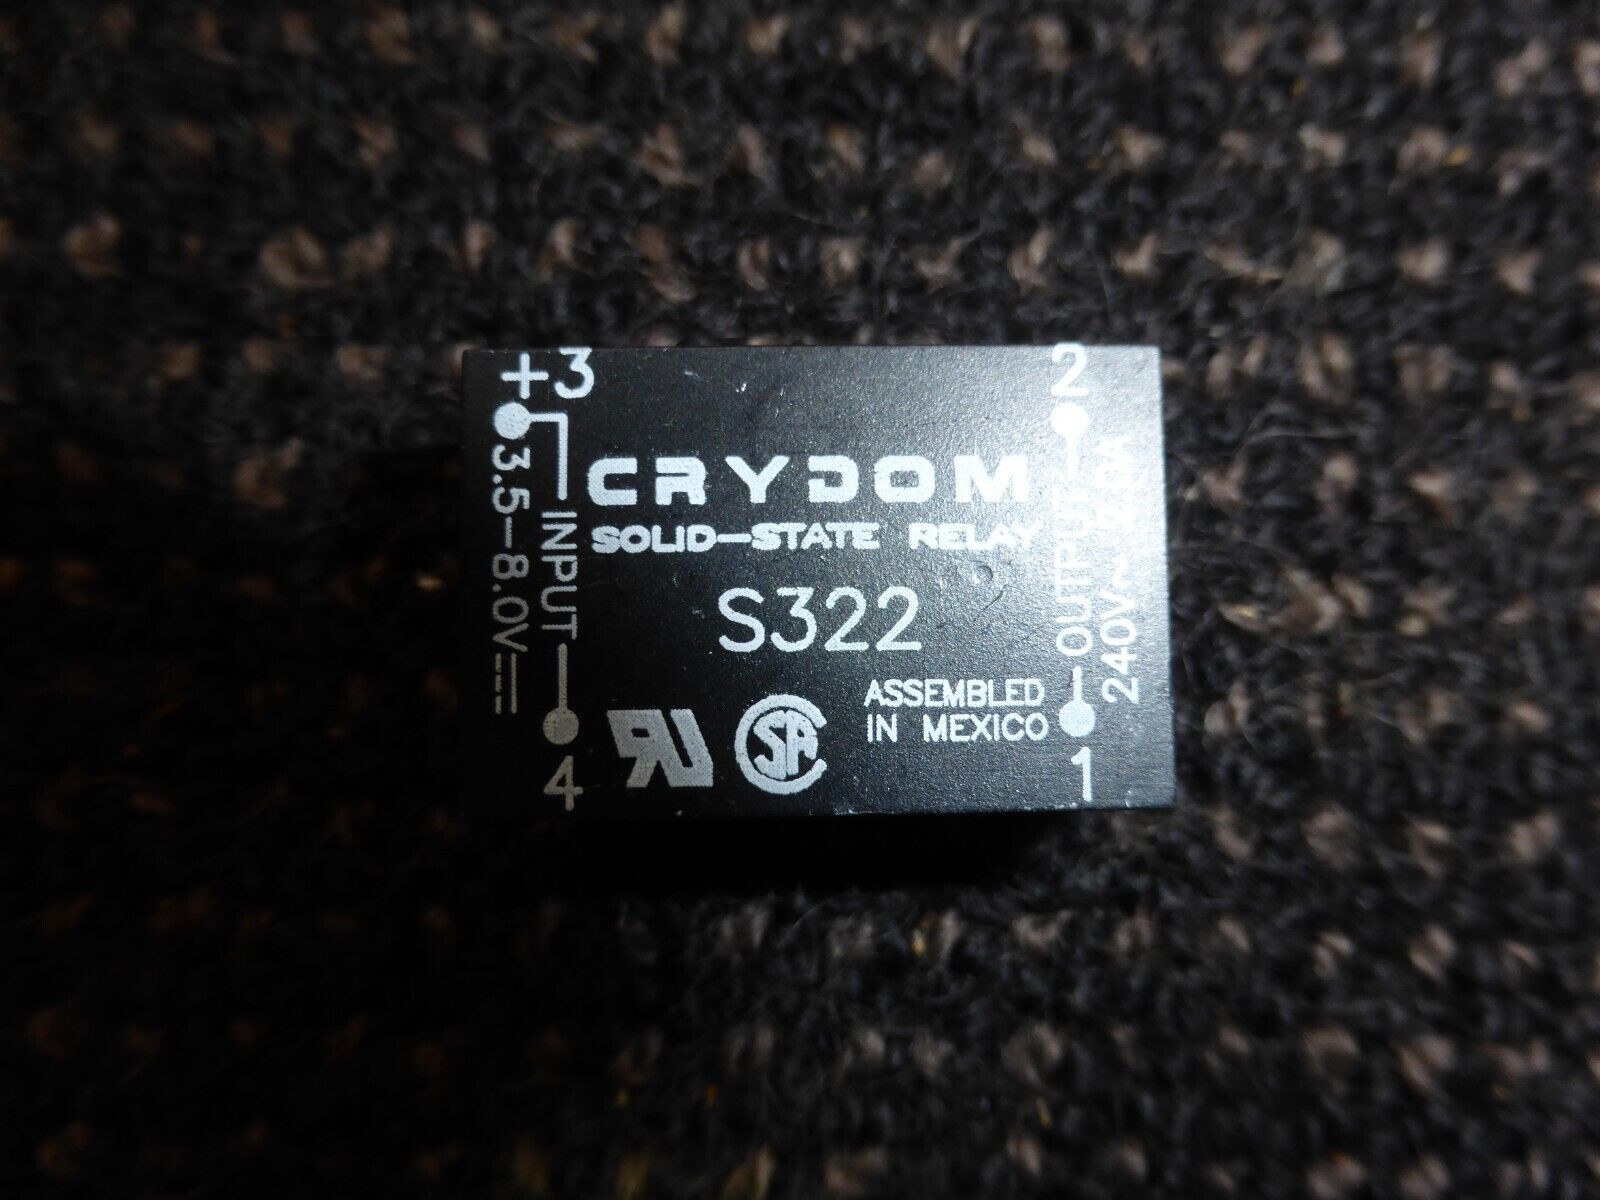 +3
2
3.5-8.0V
INPUT
CRYDOM
SOLID-STATE RELAY
S322
ASSEMBLED
IN MEXICO
OUTPUT
240V~
4
1